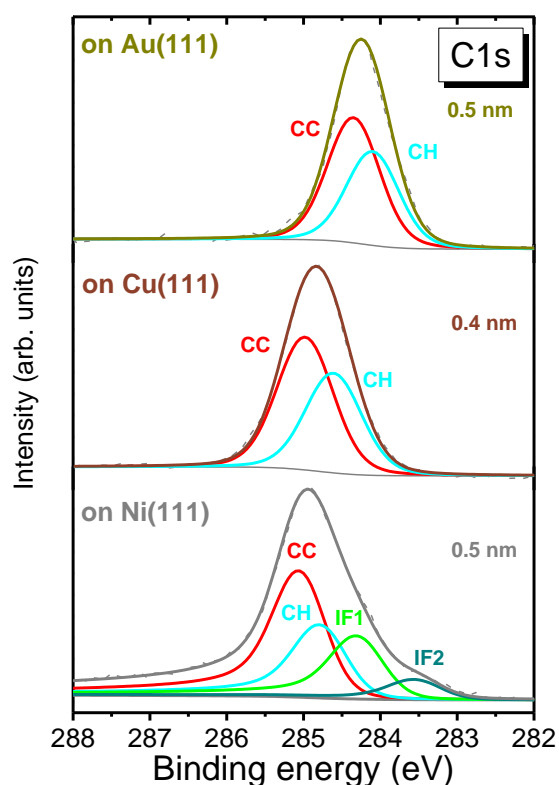 on Au(111)
C1s
0.5 nm
CC
CH
on Cu(111)
0.4 nm
CC
CH
on Ni(111)
0.5 nm
CC
CH
IF1
IF2
Intensity (arb. units)
288 287 286 285 284 283 282
Binding energy (eV)